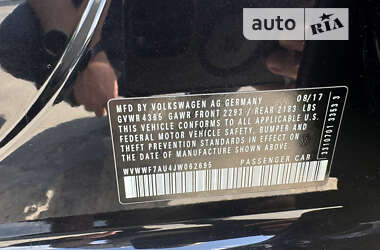 auto RIA
MFD BY VOLKSWAGEN AG GERMANY 08/17
GVWR 4365 GAWR FRONT 2293 / REAR 2183 LBS
THIS VEHICLE CONFORMS TO ALL APPLICABLE U.S.
FEDERAL MOTOR VEHICLE SAFETY, BUMPER AND
THEFT PREVENTION STANDARDS IN EFFECT ON
THE DATE OF MANUFACTURE SHOWN ABOVE
WVWWF7AU4JW062665 PASSENGER CAR